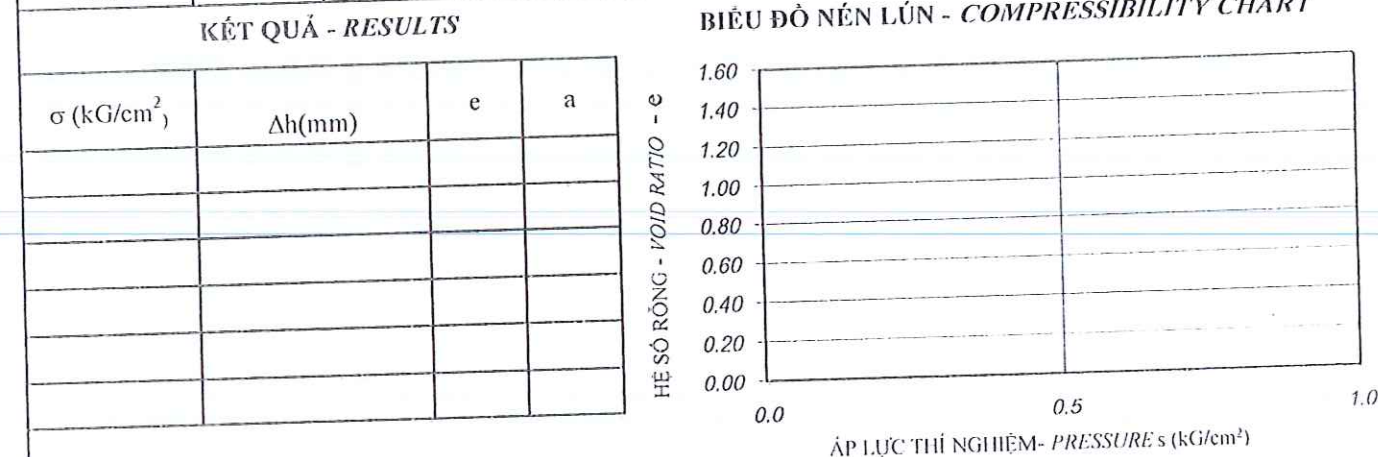 KẾT QUẢ - RESULTS
σ (kG/cm²)
Δh(mm)
e
a
BIỂU ĐỒ NÉN LÚN - COMPRESSIBILITY CHART
HỆ SỐ RỖNG - VOID RATIO - e
1.60
1.40
1.20
1.00
0.80
0.60
0.40
0.20
0.00
0.0
0.5
1.0
ÁP LỰC THÍ NGHIỆM- PRESSURE s (kG/cm²)